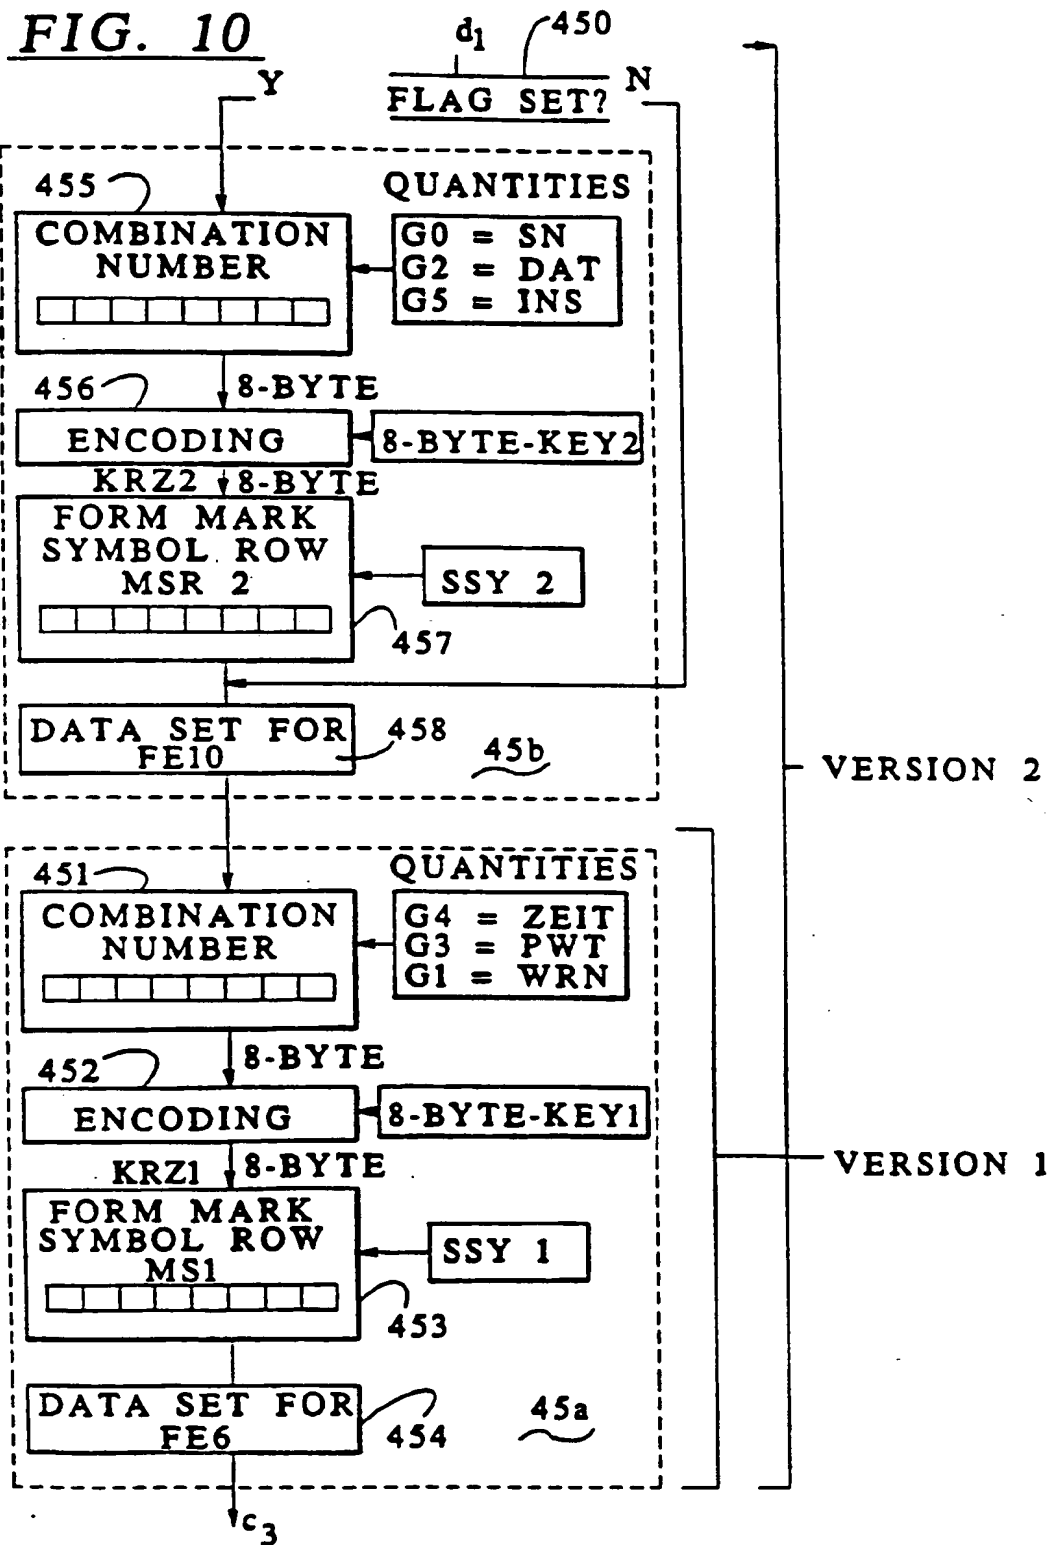 FIG. 10
d1
450
Y
N
FLAG SET?
455
QUANTITIES
COMBINATION
NUMBER
G0 = SN
G2 = DAT
G5 = INS
456
8-BYTE
ENCODING
8-BYTE-KEY2
KRZ2
8-BYTE
FORM MARK
SYMBOL ROW
MSR 2
SSY 2
457
DATA SET FOR
FE10
458
45b
VERSION 2
451
QUANTITIES
COMBINATION
NUMBER
G4 = ZEIT
G3 = PWT
G1 = WRN
452
8-BYTE
ENCODING
8-BYTE-KEY1
KRZ1
8-BYTE
VERSION 1
FORM MARK
SYMBOL ROW
MS1
SSY 1
453
DATA SET FOR
FE6
454
45a
c3